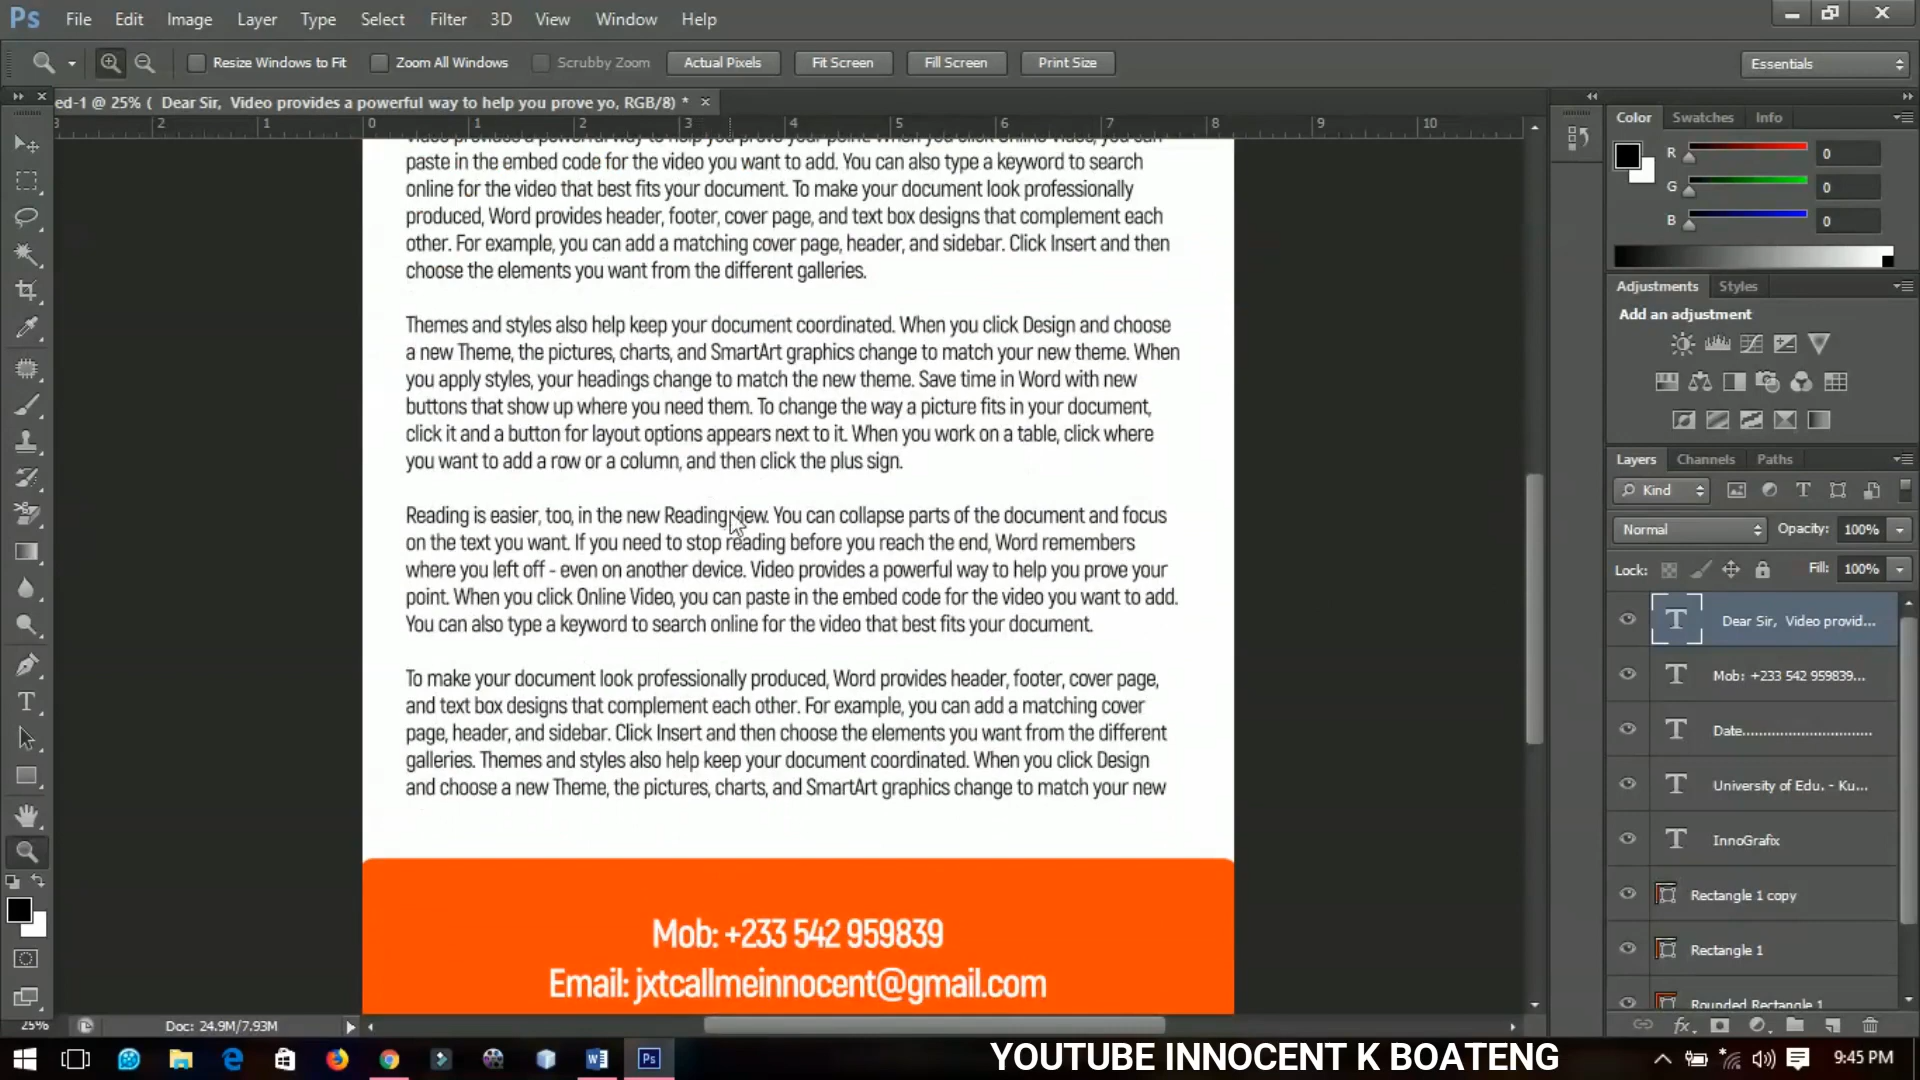 Ps File Edit Image Layer Type Select Filter 3D View Window Help
Resize Windows to Fit Zoom All Windows Scrubby Zoom Actual Pixels Fit Screen Fill Screen Print Size Essentials
ed-1 @ 25% ( Dear Sir, Video provides a powerful way to help you prove yo, RGB/8) *
3 2 1 0 1 2 3 4 5 6 7 8 9 10
paste in the embed code for the video you want to add. You can also type a keyword to search
online for the video that best fits your document. To make your document look professionally
produced, Word provides header, footer, cover page, and text box designs that complement each
other. For example, you can add a matching cover page, header, and sidebar. Click Insert and then
choose the elements you want from the different galleries.
Themes and styles also help keep your document coordinated. When you click Design and choose
a new Theme, the pictures, charts, and SmartArt graphics change to match your new theme. When
you apply styles, your headings change to match the new theme. Save time in Word with new
buttons that show up where you need them. To change the way a picture fits in your document,
click it and a button for layout options appears next to it. When you work on a table, click where
you want to add a row or a column, and then click the plus sign.
Reading is easier, too, in the new Reading view. You can collapse parts of the document and focus
on the text you want. If you need to stop reading before you reach the end, Word remembers
where you left off - even on another device. Video provides a powerful way to help you prove your
point. When you click Online Video, you can paste in the embed code for the video you want to add.
You can also type a keyword to search online for the video that best fits your document.
To make your document look professionally produced, Word provides header, footer, cover page,
and text box designs that complement each other. For example, you can add a matching cover
page, header, and sidebar. Click Insert and then choose the elements you want from the different
galleries. Themes and styles also help keep your document coordinated. When you click Design
and choose a new Theme, the pictures, charts, and SmartArt graphics change to match your new
Mob: +233 542 959839
Email: jxtcallmeinnocent@gmail.com
Color Swatches Info
R 0
G 0
B 0
Adjustments Styles
Add an adjustment
Layers Channels Paths
Kind
Normal Opacity: 100%
Lock: Fill: 100%
Dear Sir, Video provid...
Mob: +233 542 959839...
Date................................
University of Edu. - Ku...
InnoGrafix
Rectangle 1 copy
Rectangle 1
Rounded Rectangle 1
25% Doc: 24.9M/7.93M
YOUTUBE INNOCENT K BOATENG
9:45 PM